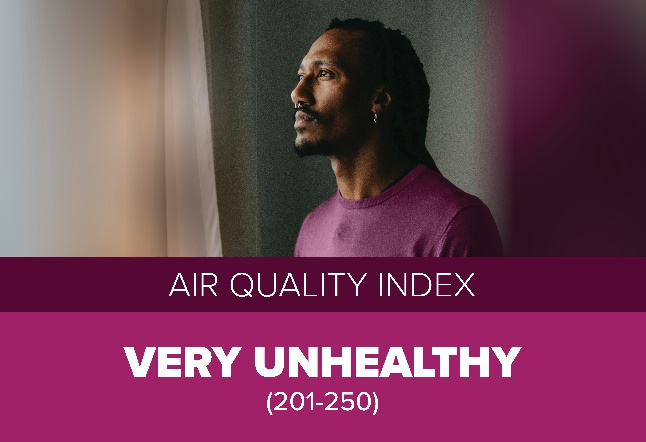 AIR QUALITY INDEX
VERY UNHEALTHY
(201-250)